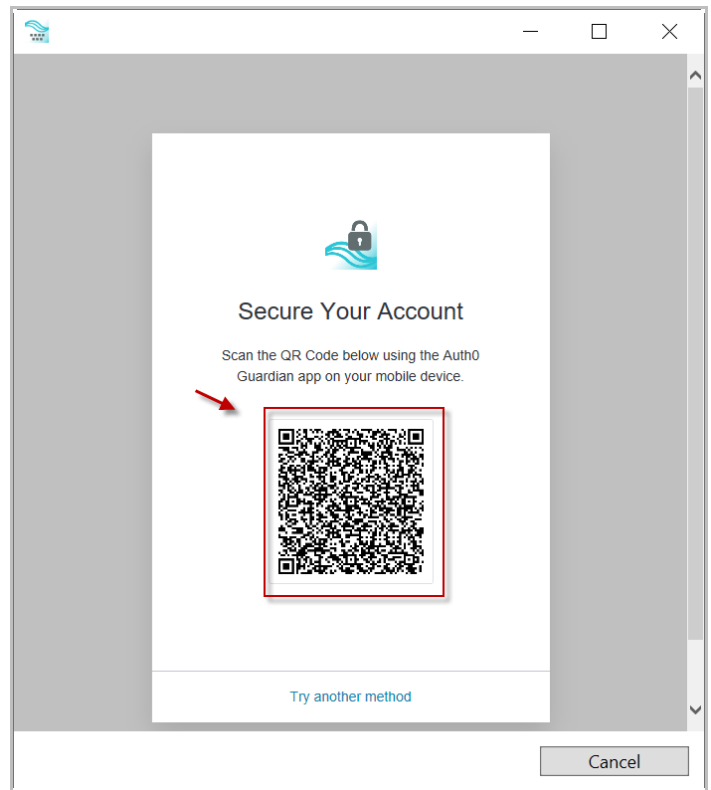 Secure Your Account
Scan the QR Code below using the Auth0
Guardian app on your mobile device.
Try another method
Cancel